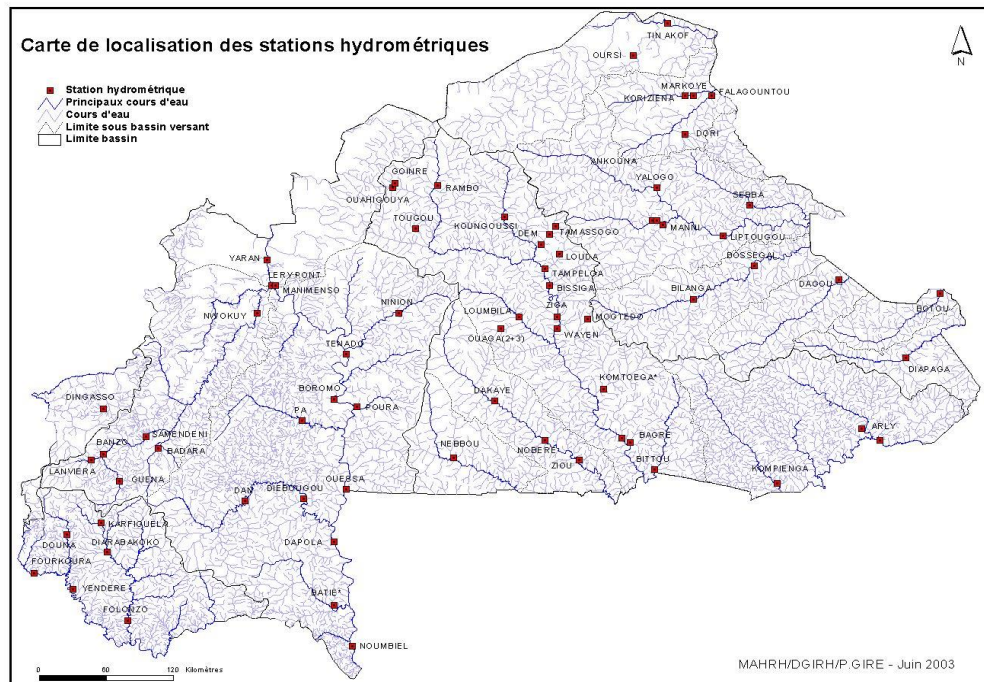 Carte de localisation des stations hydrométriques
Station hydrométrique
Principaux cours d'eau
Cours d'eau
Limite sous bassin versant
Limite bassin
N
TIN AKOF
OURSI
MARKOYE
KORIZIENA
FALAGOUNTOU
DORI
ANKOUNA
YALOGO
SEBBA
GOINRE
OUAHIGOUYA
RAMBO
TOUGOU
KOUNGOUSSI
DEM
TAMASSOGO
MANNI
LIPTOUGOU
LOUDA
BOSSEGAL
YARAN
TAMPELGA
LERY-PONT
MANIMENSO
BISSIGA
DAGOU
BILANGA
BOTOU
NWOKUY
NINION
LOUMBILA
ZIGA
MOGTEDO
OUAGA(2+3)
WAYEN
TENADO
DIAPAGA
KOMTOEGA*
BOROMO
DAKAYE
DINGASSO
POURA
PA
ARLY
SAMENDENI
BAGRE
BANZO
BADARA
NEBBOU
NOBERE
LANVIERA
ZIOU
BITTOU
KOMPIENGA
GUENA
OUESSA
DAN
DIEBOUGOU
KARFIGUELA
DOUNA
DIARABAKOKO
DAPOLA
FOURKOURA
YENDERE
BATIE*
FOLONZO
NOUMBIEL
0 60 120 Kilomètres
MAHRH/DGIRH/P.GIRE - Juin 2003